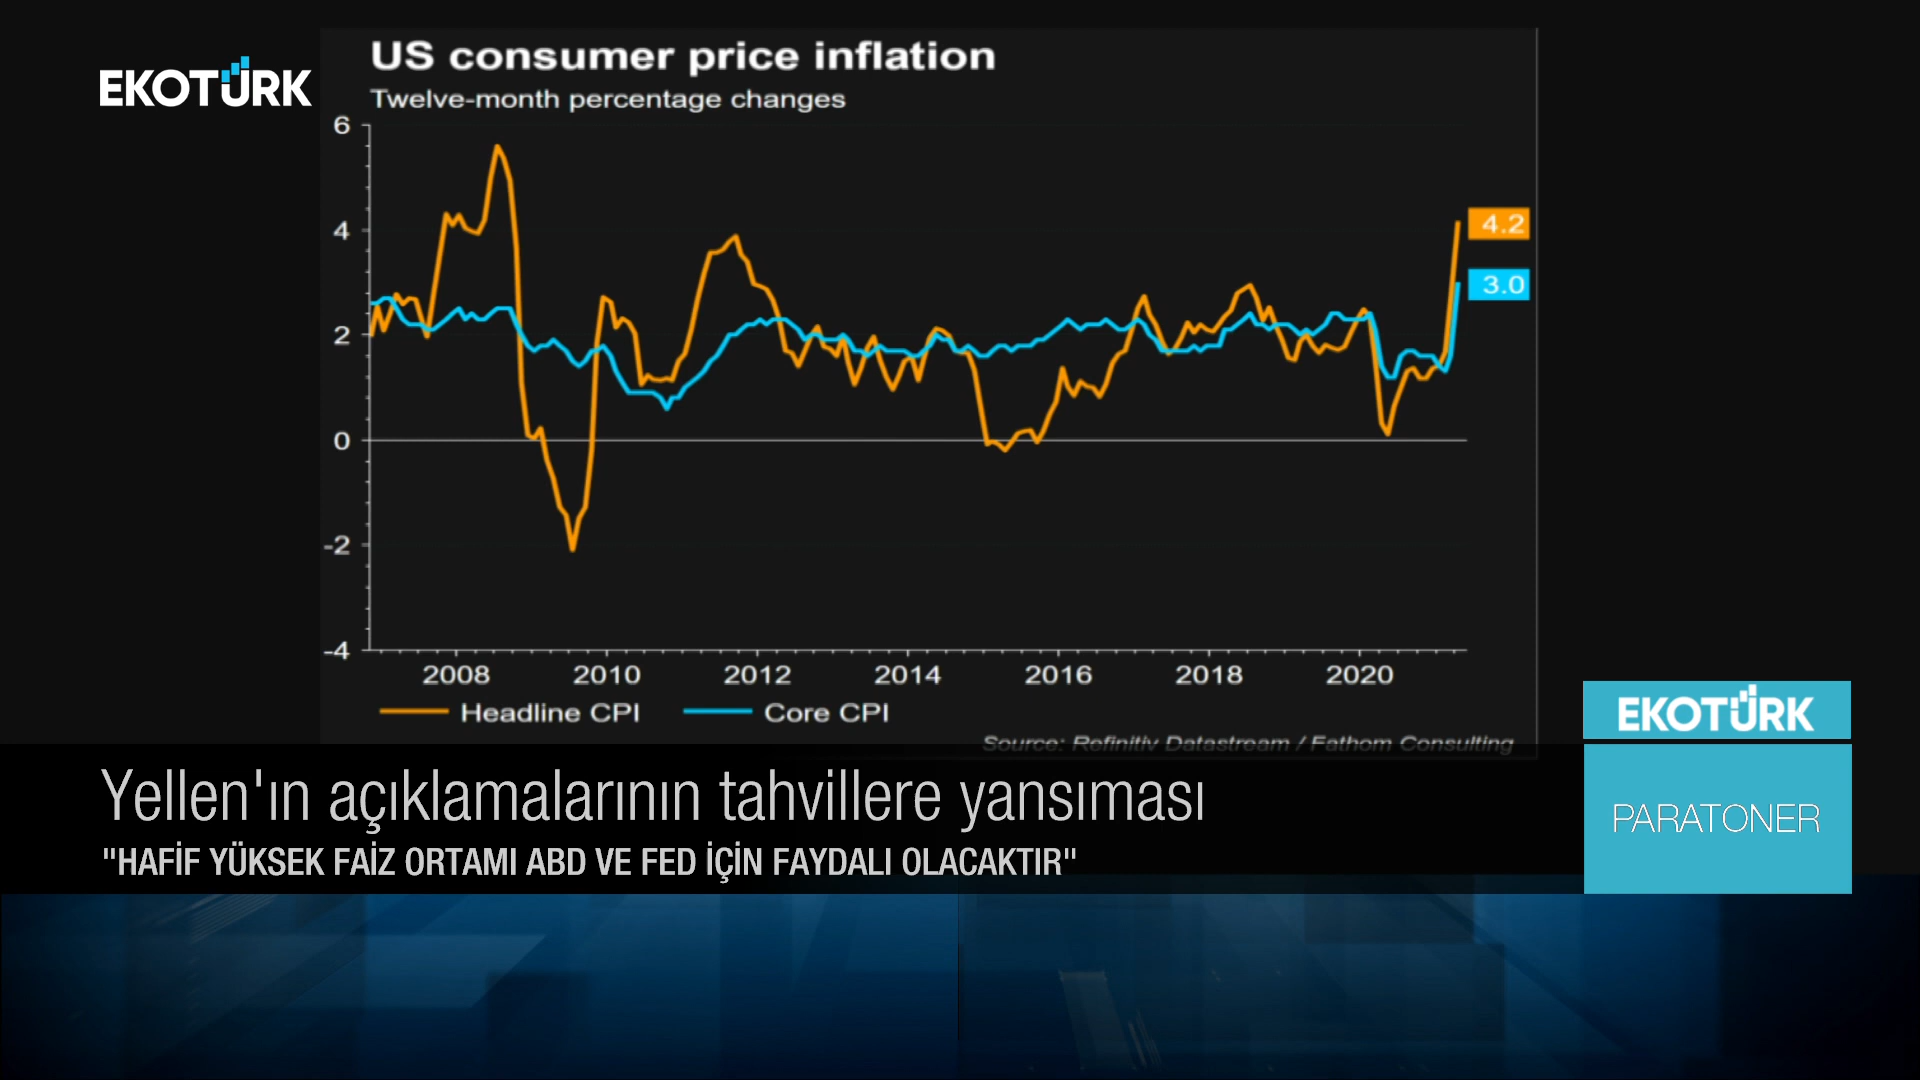 EKOTÜRK
US consumer price inflation
Twelve-month percentage changes
6
4
2
0
-2
-4
4.2
3.0
2008 2010 2012 2014 2016 2018 2020
Headline CPI Core CPI
Source: Refinitiv Datastream / Fathom Consulting
EKOTÜRK
PARATONER
Yellen'ın açıklamalarının tahvillere yansıması
"HAFİF YÜKSEK FAİZ ORTAMI ABD VE FED İÇİN FAYDALI OLACAKTIR"